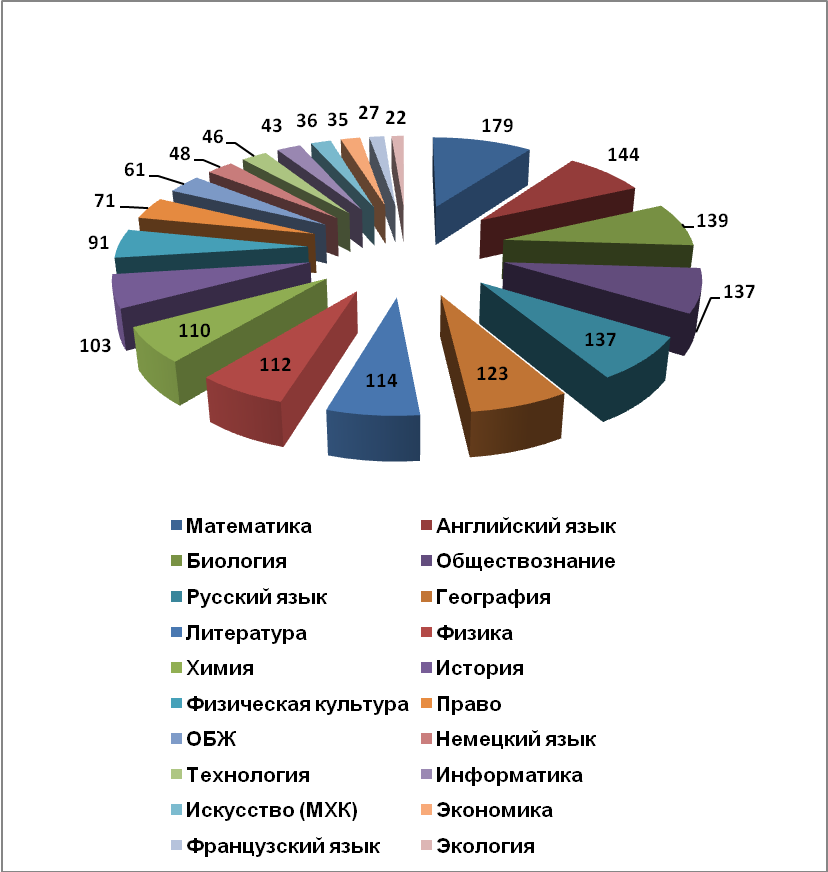 179
144
139
137
137
123
114
112
110
103
91
71
61
48
46
43
36
35
27
22
Математика
Английский язык
Биология
Обществознание
Русский язык
География
Литература
Физика
Химия
История
Физическая культура
Право
ОБЖ
Немецкий язык
Технология
Информатика
Искусство (МХК)
Экономика
Французский язык
Экология